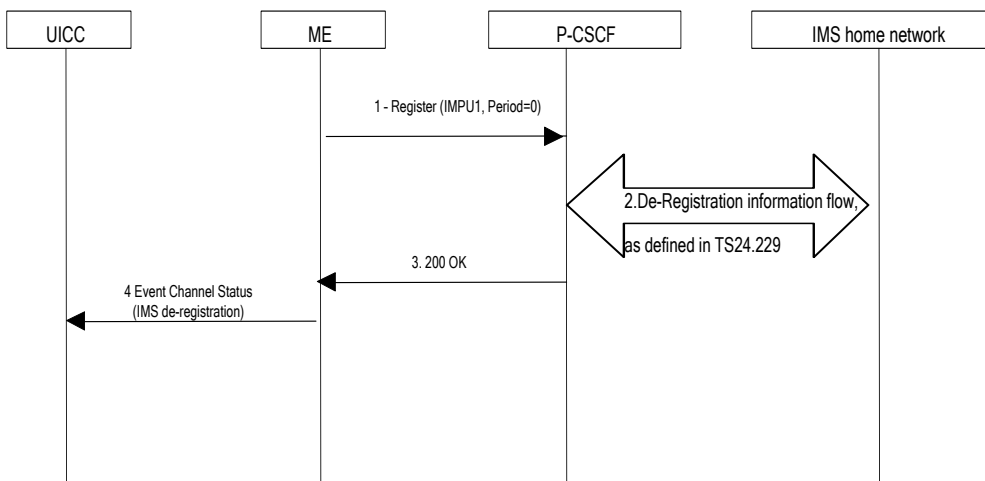 UICC
ME
P-CSCF
IMS home network
1 - Register (IMPU1, Period=0)
2.De-Registration information flow,
as defined in TS24.229
3. 200 OK
4 Event Channel Status
(IMS de-registration)